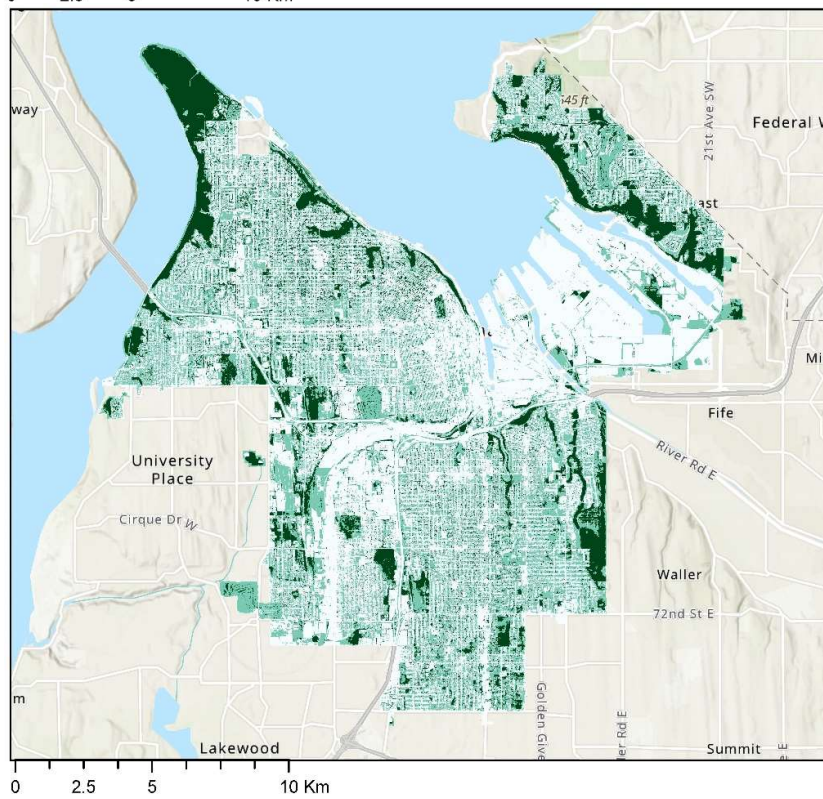 way
545 ft
21st Ave SW
Federal W
ast
Mi
Fife
River Rd E
University
Place
Cirque Dr W
Waller
72nd St E
m
Lakewood
Golden Give
ler Rd E
Summit
e E
0 2.5 5 10 Km